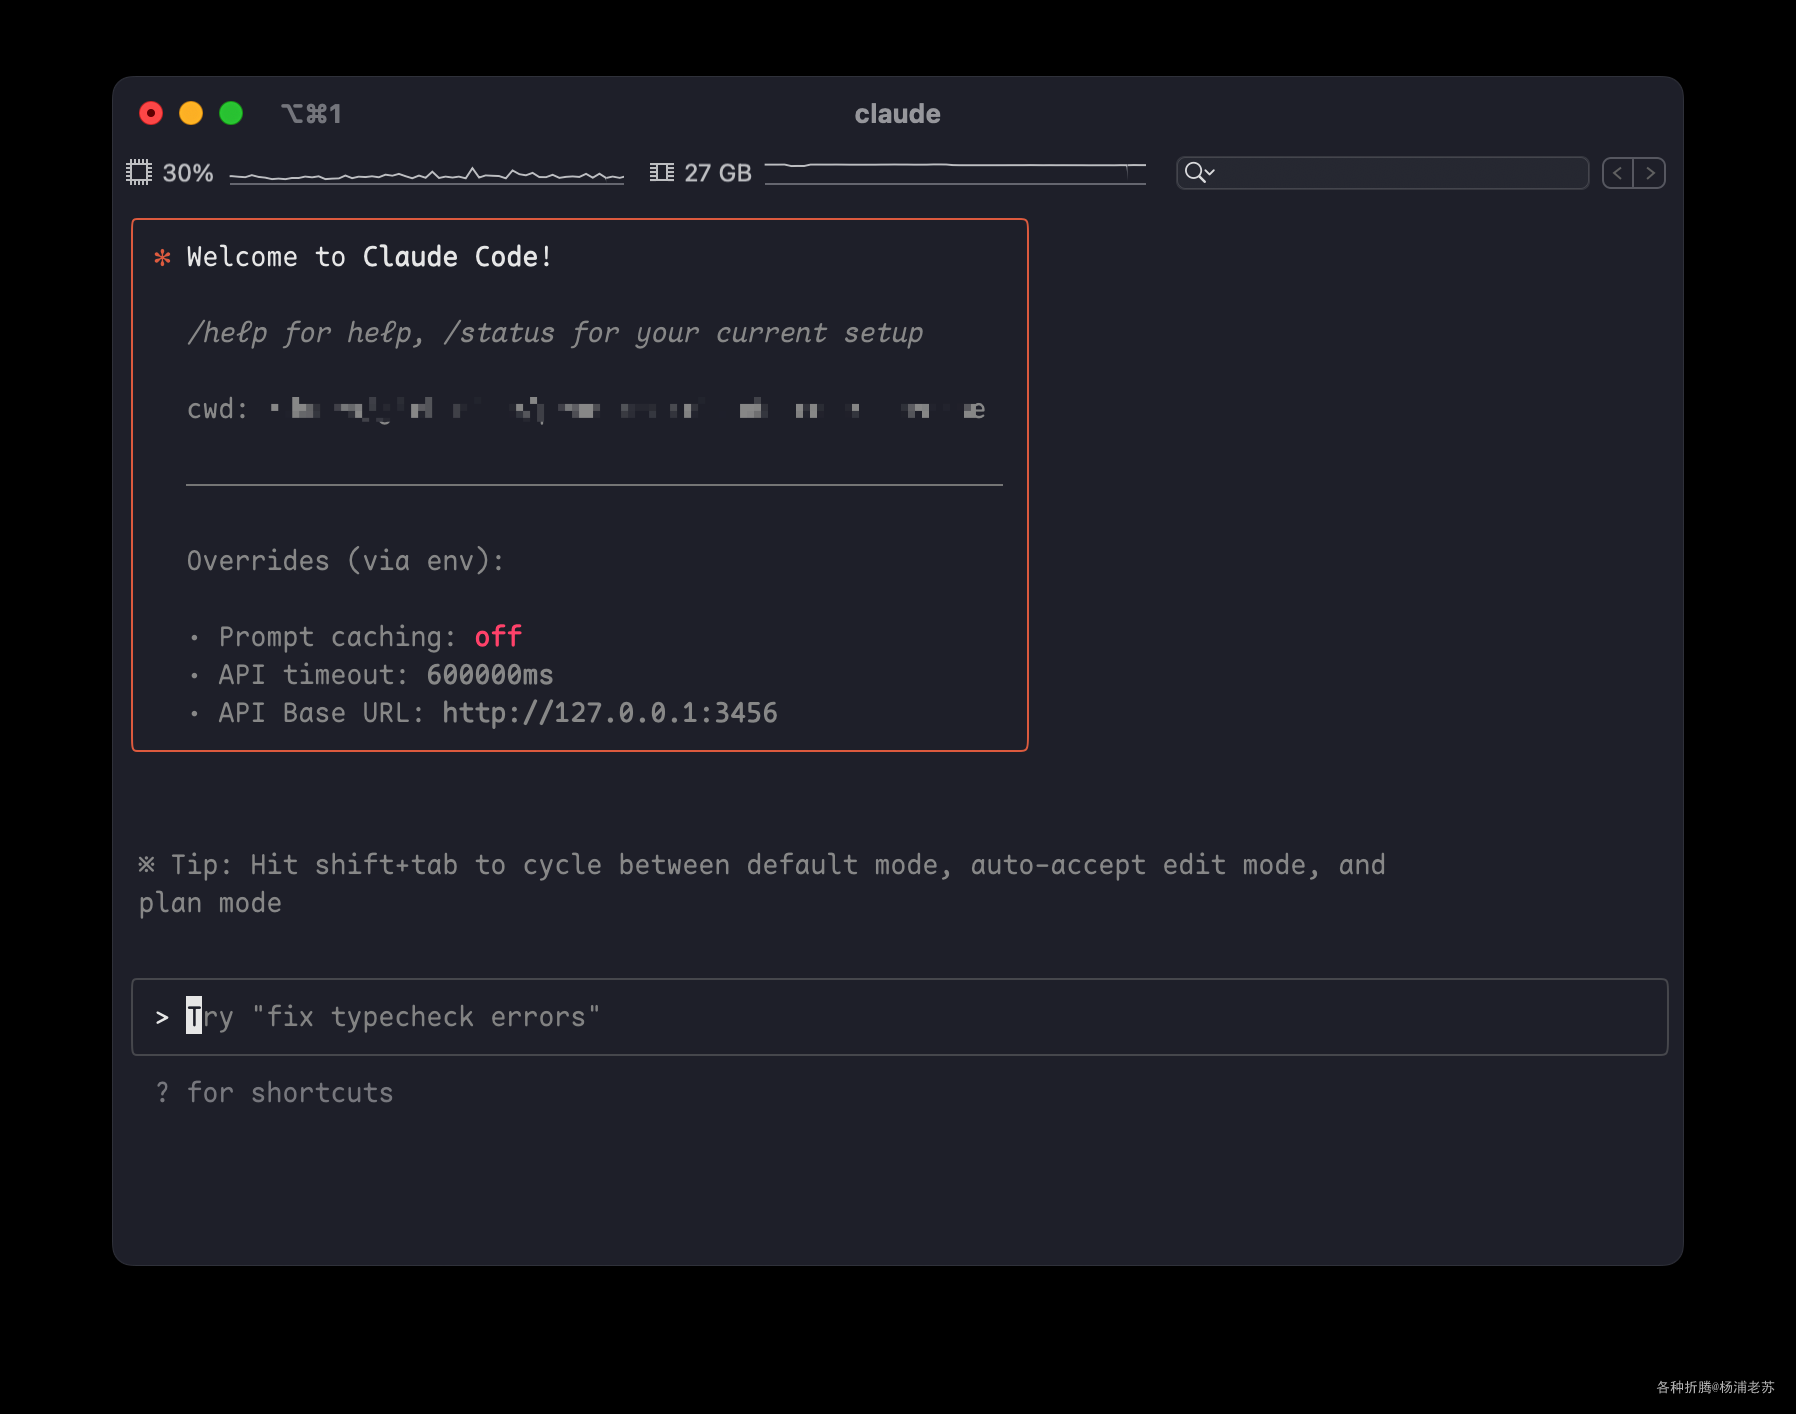 ⌥⌘1
claude
30%
27 GB
✻ Welcome to Claude Code!
/help for help, /status for your current setup
cwd:
Overrides (via env):
• Prompt caching: off
• API timeout: 600000ms
• API Base URL: http://127.0.0.1:3456
※ Tip: Hit shift+tab to cycle between default mode, auto-accept edit mode, and
plan mode
> Try "fix typecheck errors"
? for shortcuts
各种折腾@杨浦老苏